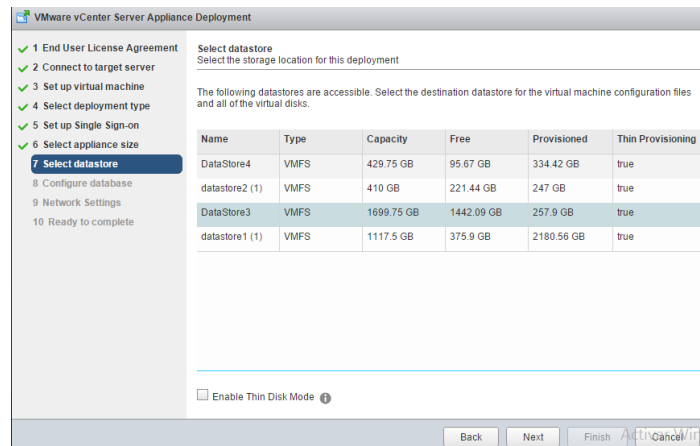 VMware vCenter Server Appliance Deployment
1 End User License Agreement
2 Connect to target server
3 Set up virtual machine
4 Select deployment type
5 Set up Single Sign-on
6 Select appliance size
7 Select datastore
8 Configure database
9 Network Settings
10 Ready to complete
Select datastore
Select the storage location for this deployment
The following datastores are accessible. Select the destination datastore for the virtual machine configuration files
and all of the virtual disks.
Name Type Capacity Free Provisioned Thin Provisioning
DataStore4 VMFS 429.75 GB 95.67 GB 334.42 GB true
datastore2 (1) VMFS 410 GB 221.44 GB 247 GB true
DataStore3 VMFS 1699.75 GB 1442.09 GB 257.9 GB true
datastore1 (1) VMFS 1117.5 GB 375.9 GB 2180.56 GB true
Enable Thin Disk Mode
Back Next Finish Cancel